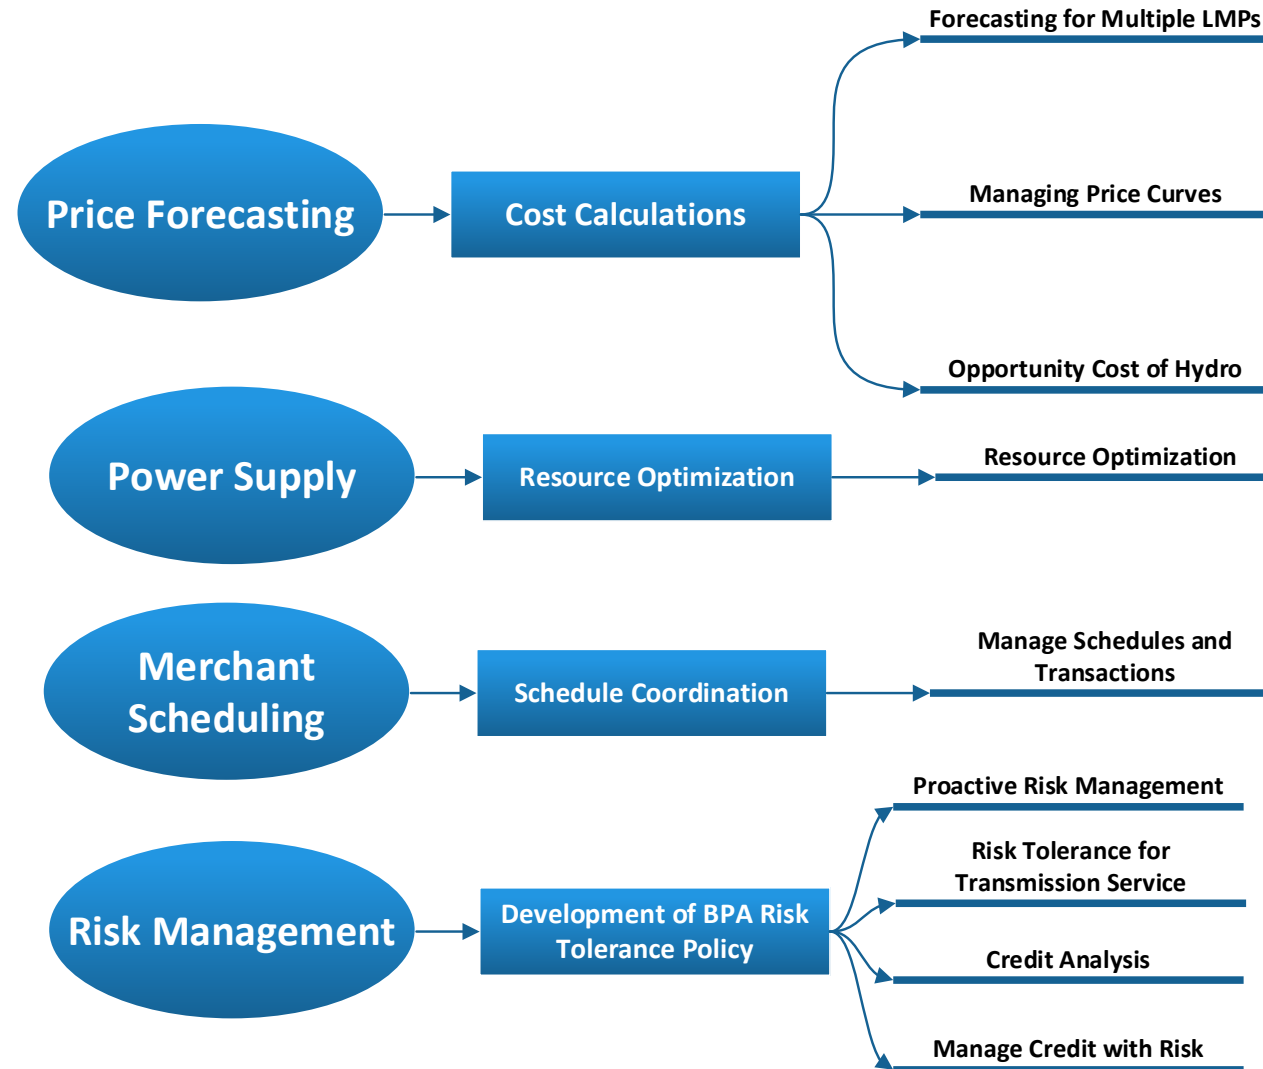 Forecasting for Multiple LMPs
Price Forecasting
Cost Calculations
Managing Price Curves
Opportunity Cost of Hydro
Power Supply
Resource Optimization
Resource Optimization
Merchant
Scheduling
Schedule Coordination
Manage Schedules and
Transactions
Proactive Risk Management
Risk Tolerance for
Transmission Service
Risk Management
Development of BPA Risk
Tolerance Policy
Credit Analysis
Manage Credit with Risk